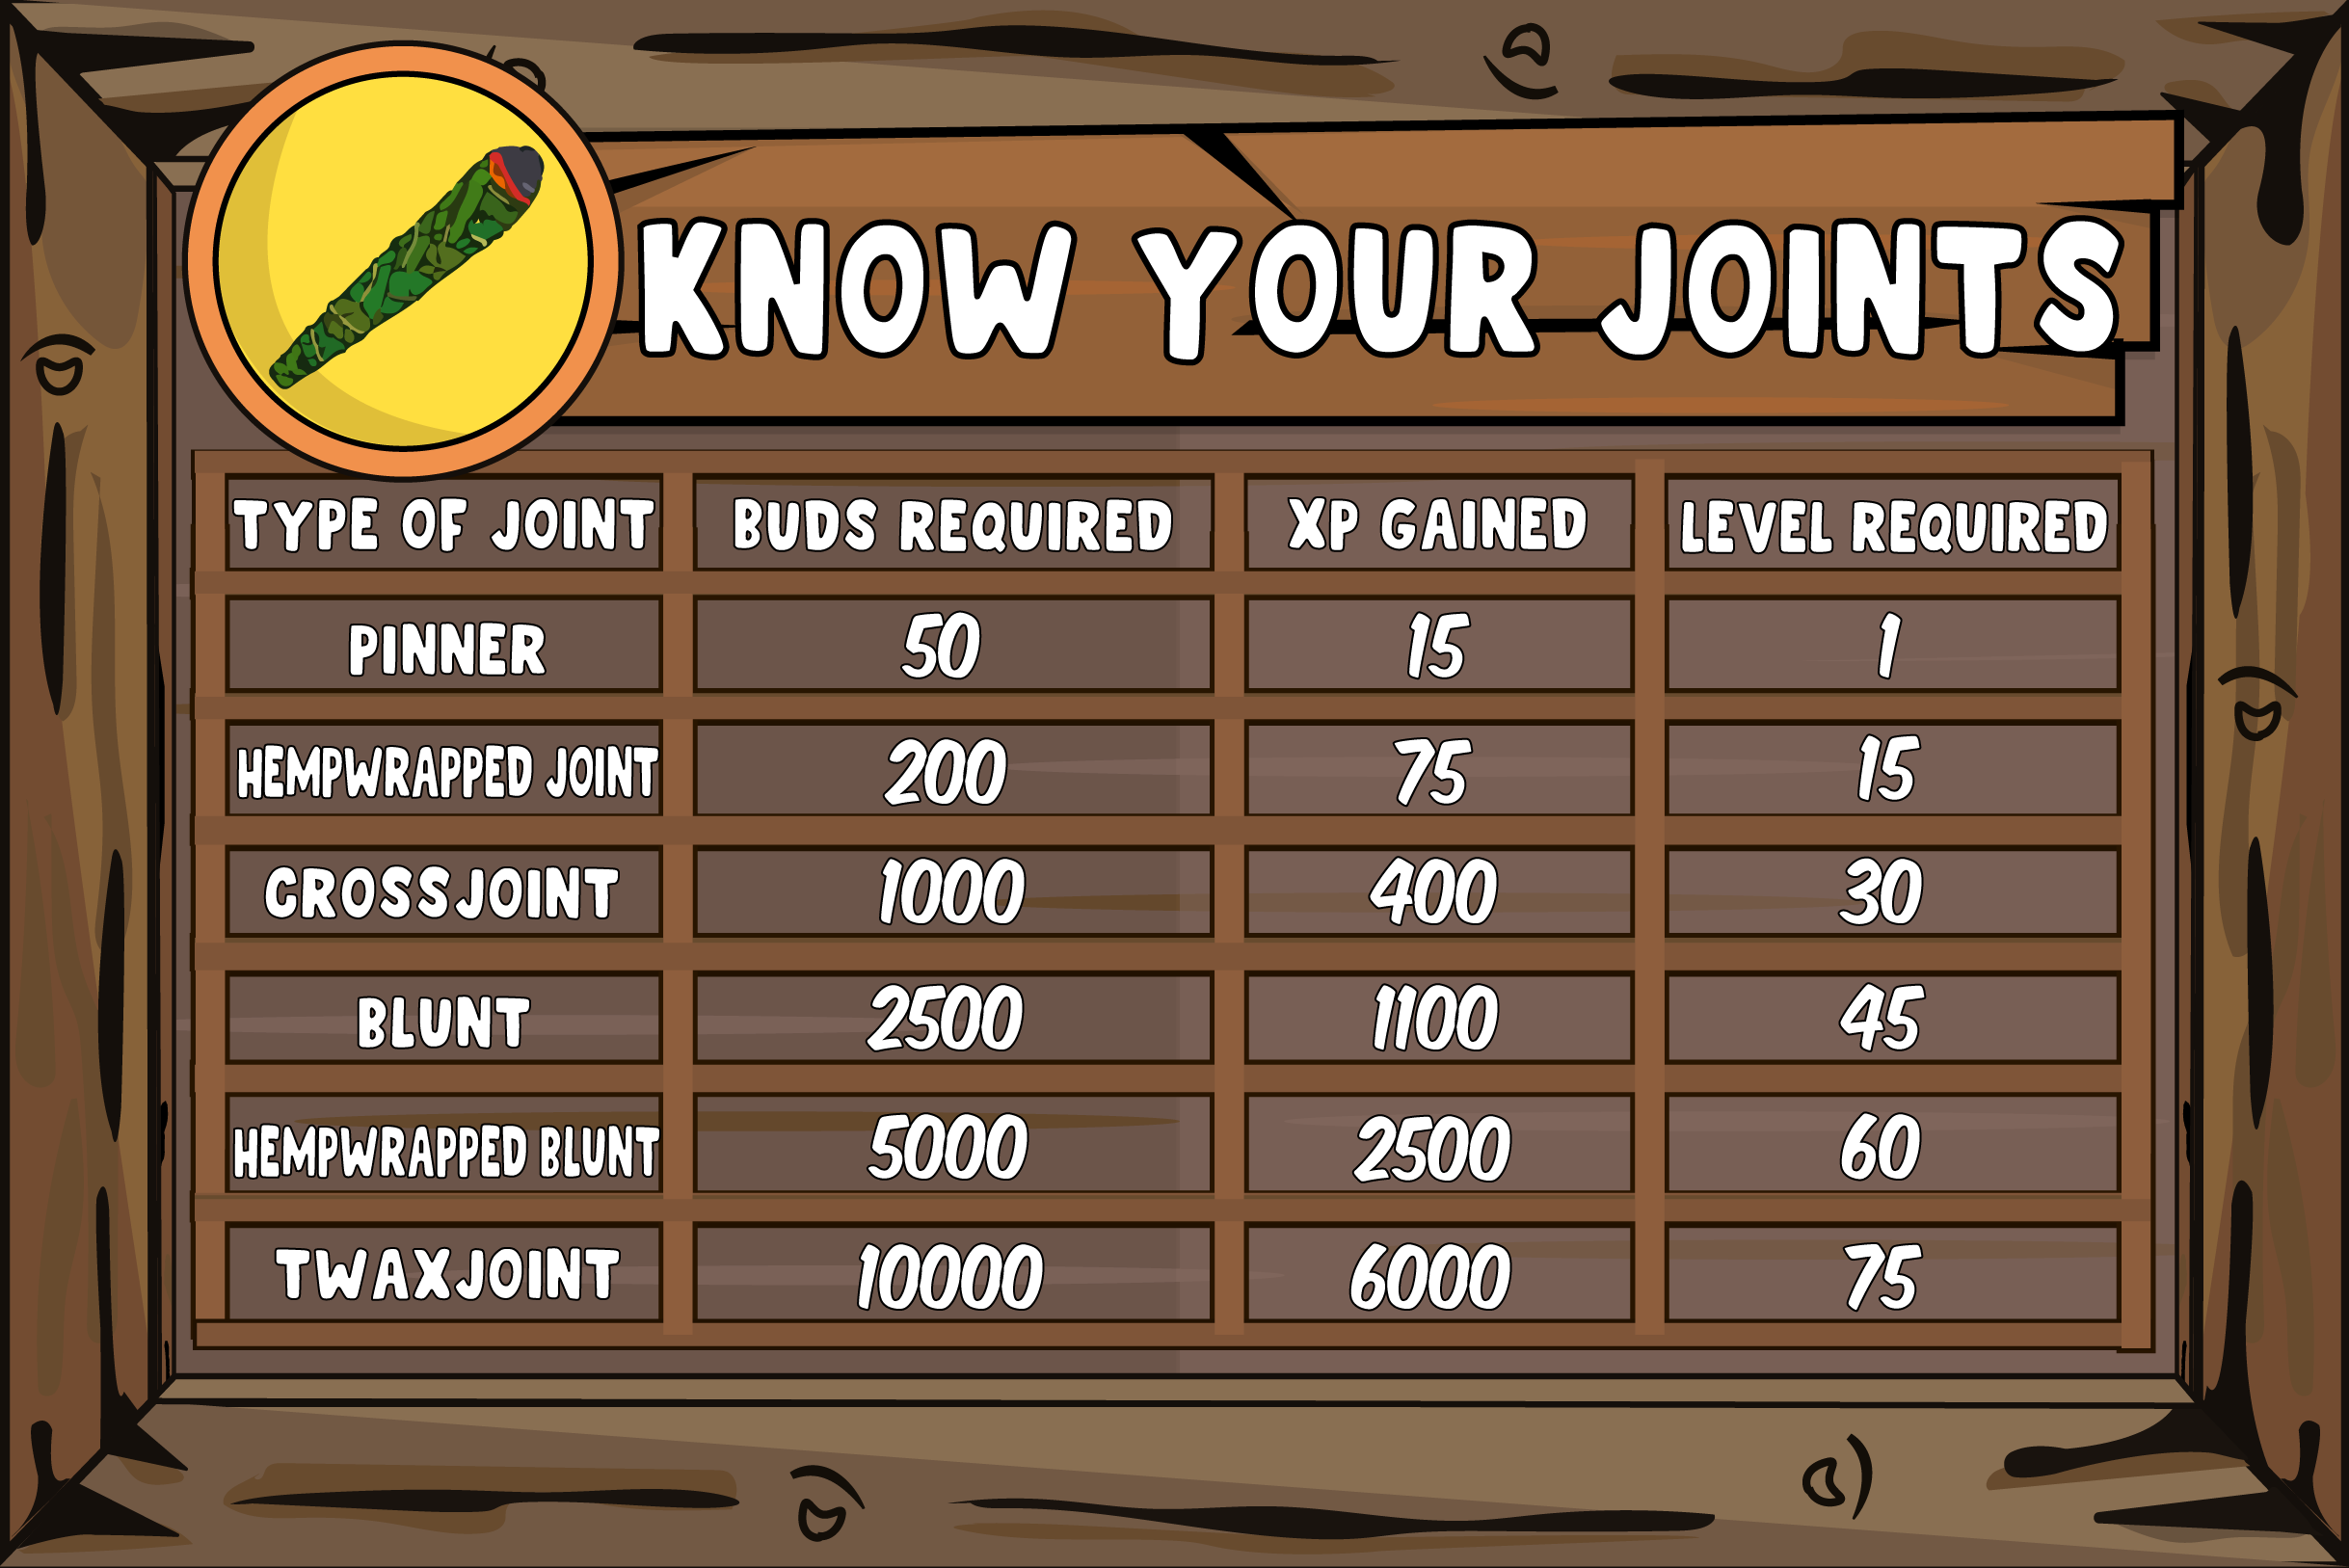 KNOW YOUR JOINTS
TYPE OF JOINT BUDS REQUIRED XP GAINED LEVEL REQUIRED
PINNER 50 15 1
HEMPWRAPPED JOINT 200 75 15
CROSSJOINT 1000 400 30
BLUNT 2500 1100 45
HEMPWRAPPED BLUNT 5000 2500 60
TWAXJOINT 10000 6000 75